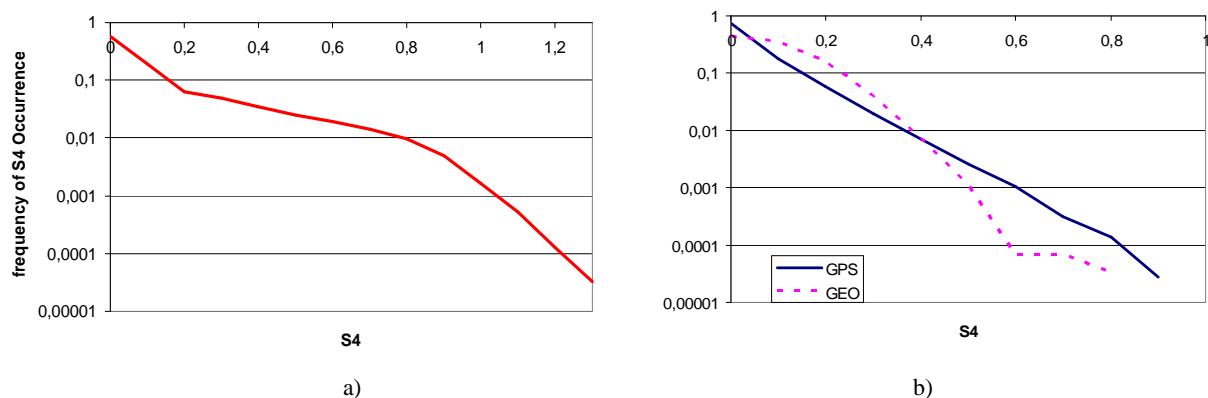 frequency of S4 Occurrence
1
0,1
0,01
0,001
0,0001
0,00001
0 0,2 0,4 0,6 0,8 1 1,2
S4
a)
1
0,1
0,01
0,001
0,0001
0,00001
0 0,2 0,4 0,6 0,8 1
GPS
GEO
S4
b)